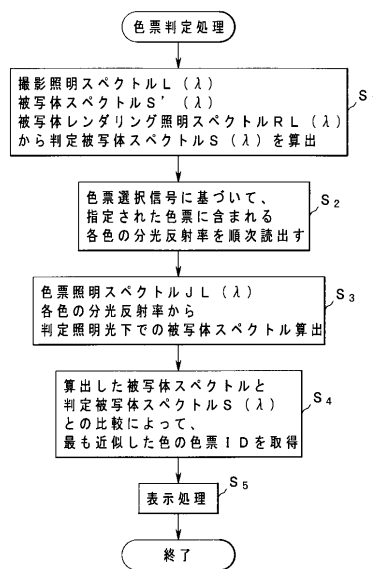 色票判定処理
撮影照明スペクトルL(λ)
被写体スペクトルS'(λ)
被写体レンダリング照明スペクトルRL(λ)
から判定被写体スペクトルS(λ)を算出
S
色票選択信号に基づいて、
指定された色票に含まれる
各色の分光反射率を順次読出す
S2
色票照明スペクトルJL(λ)
各色の分光反射率から
判定照明光下での被写体スペクトル算出
S3
算出した被写体スペクトルと
判定被写体スペクトルS(λ)
との比較によって、
最も近似した色の色票IDを取得
S4
表示処理
S5
終了